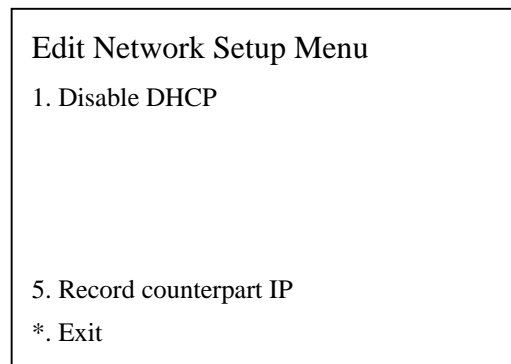 Edit Network Setup Menu
1. Disable DHCP
5. Record counterpart IP
*. Exit